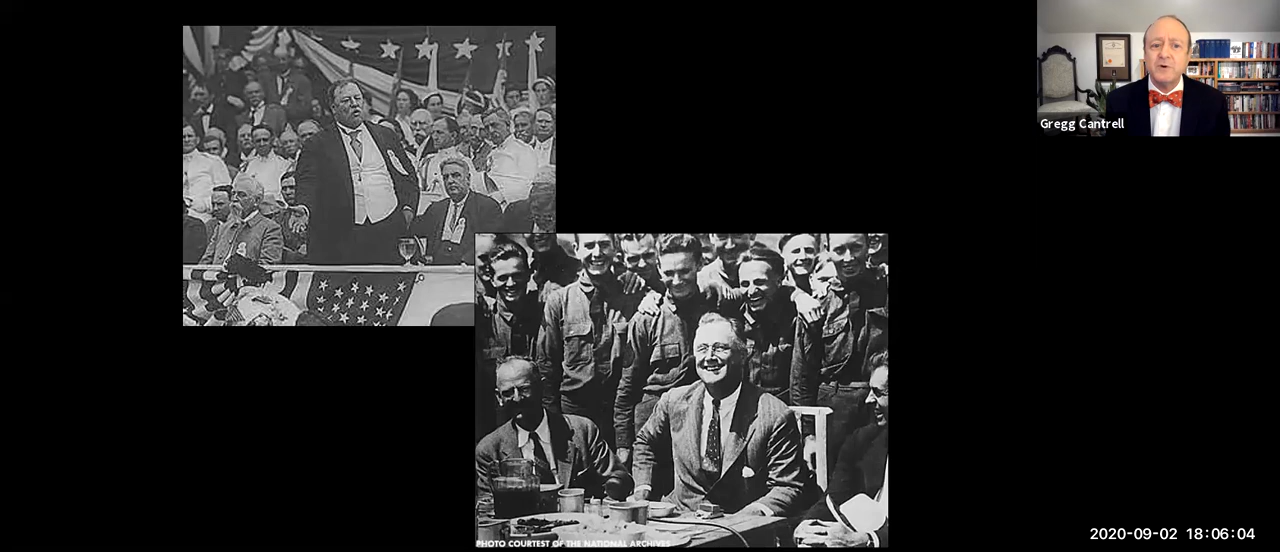 Gregg Cantrell
PHOTO COURTESY OF THE NATIONAL ARCHIVES
2020-09-02 18:06:04